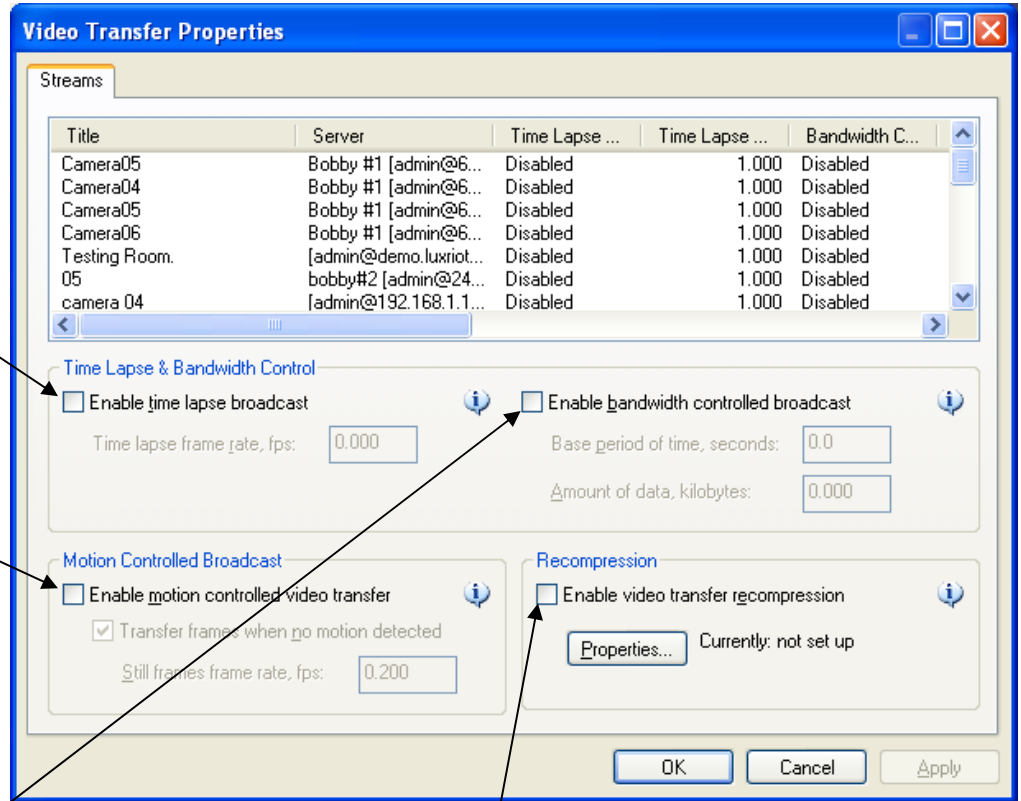 Video Transfer Properties
Streams
Title Server Time Lapse ... Time Lapse ... Bandwidth C...
Camera05 Bobby #1 [admin@6... Disabled 1.000 Disabled
Camera04 Bobby #1 [admin@6... Disabled 1.000 Disabled
Camera05 Bobby #1 [admin@6... Disabled 1.000 Disabled
Camera06 Bobby #1 [admin@6... Disabled 1.000 Disabled
Testing Room. [admin@demo.luxriot... Disabled 1.000 Disabled
05 bobby#2 [admin@24... Disabled 1.000 Disabled
camera 04 [admin@192.168.1.1... Disabled 1.000 Disabled
Time Lapse & Bandwidth Control
Enable time lapse broadcast Enable bandwidth controlled broadcast
Time lapse frame rate, fps: 0.000 Base period of time, seconds: 0.0
Amount of data, kilobytes: 0.000
Motion Controlled Broadcast Recompression
Enable motion controlled video transfer Enable video transfer recompression
Transfer frames when no motion detected Properties... Currently: not set up
Still frames frame rate, fps: 0.200
OK Cancel Apply